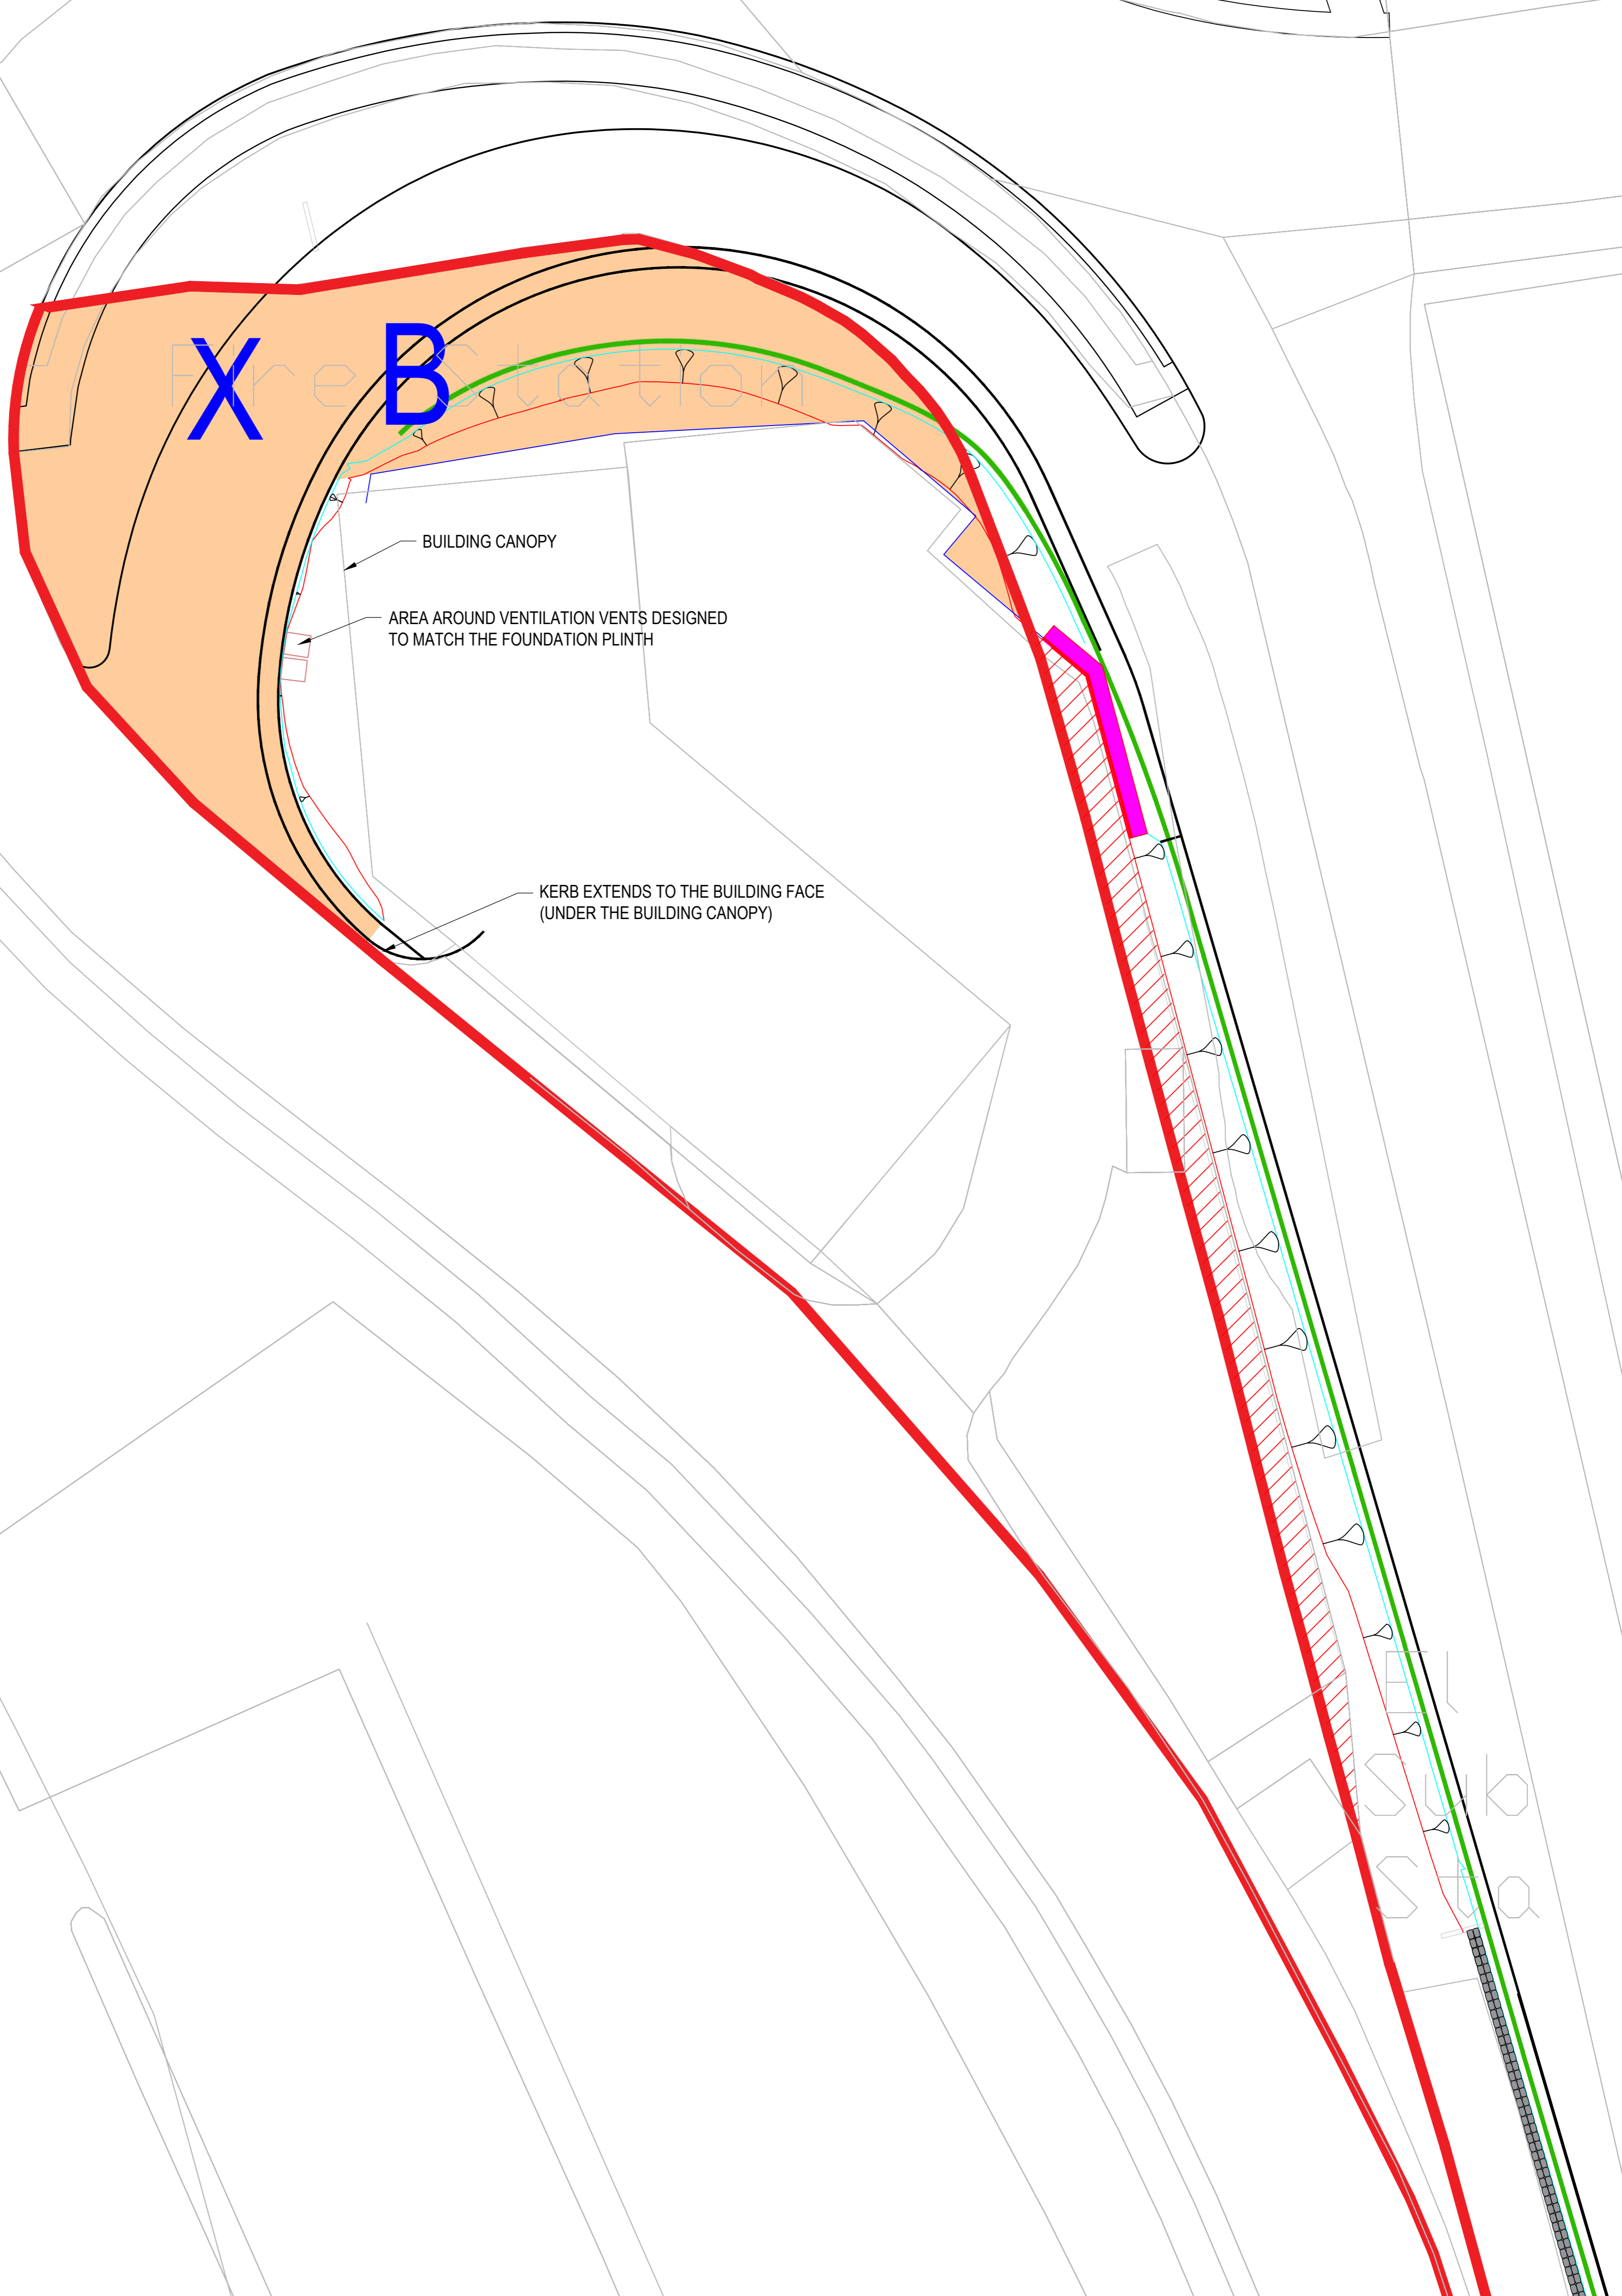 X B
Fire Station
BUILDING CANOPY
AREA AROUND VENTILATION VENTS DESIGNED
TO MATCH THE FOUNDATION PLINTH
KERB EXTENDS TO THE BUILDING FACE
(UNDER THE BUILDING CANOPY)
El
Sub
Sta